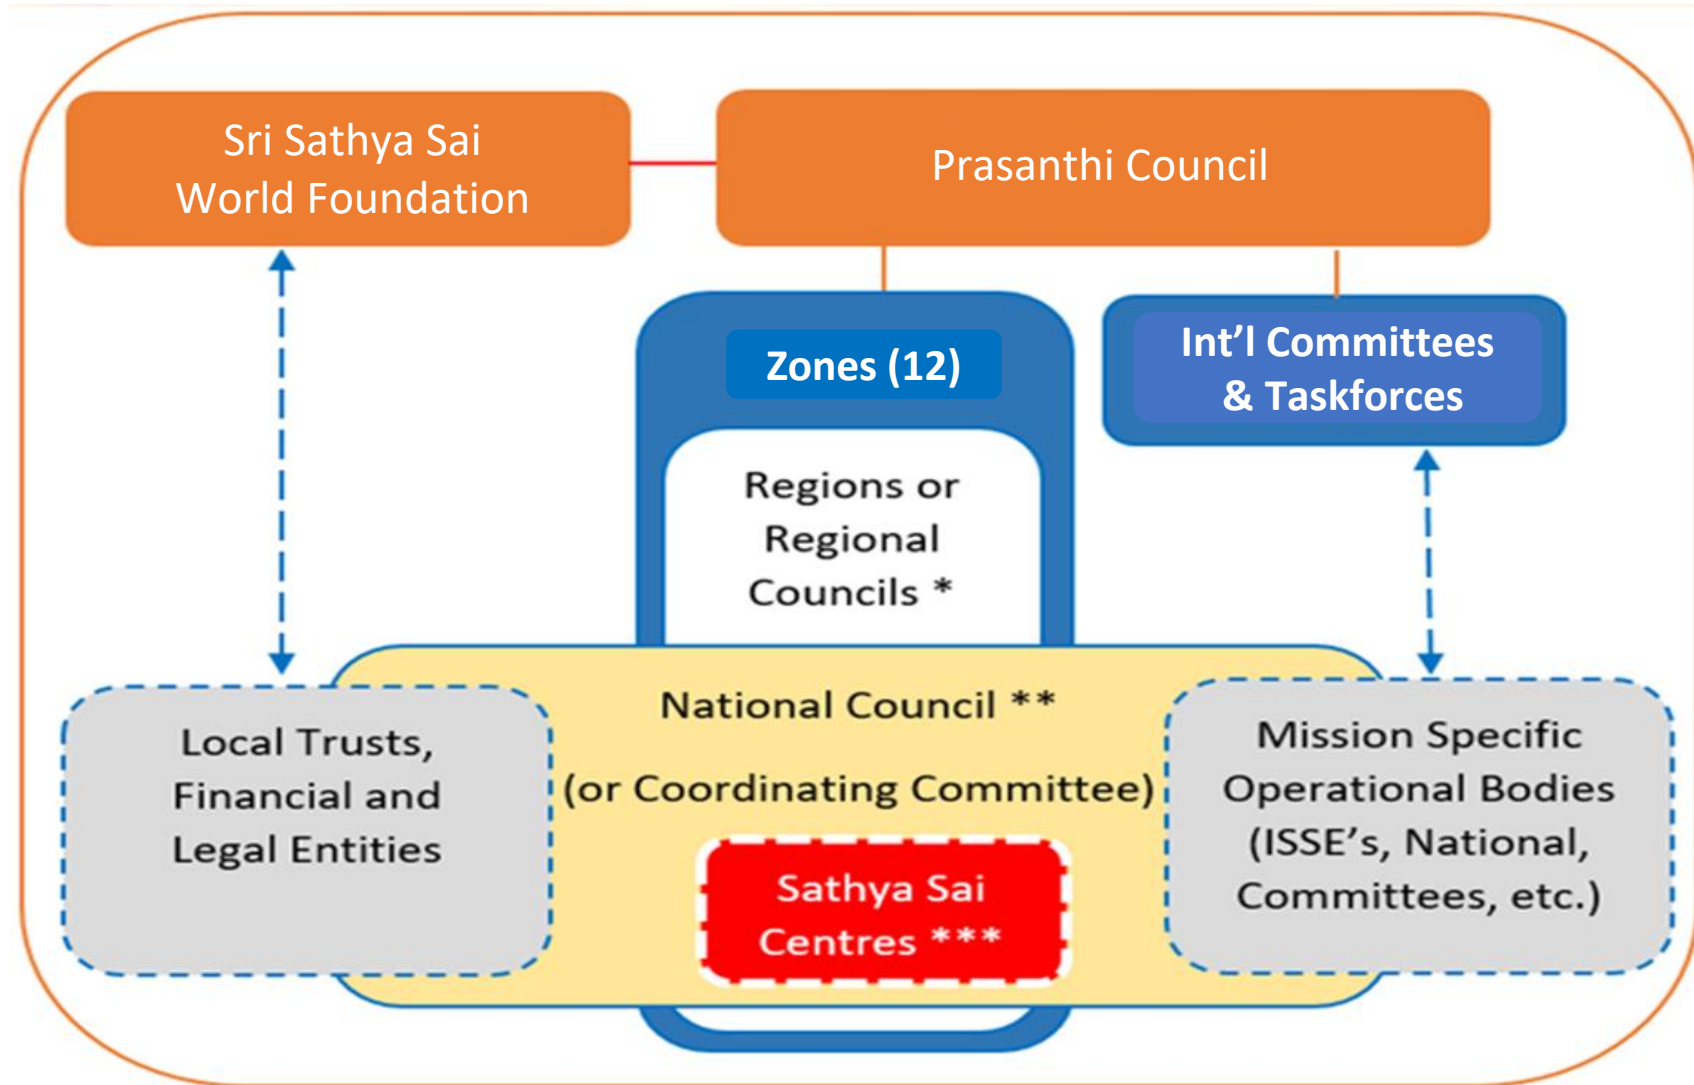 Sri Sathya Sai
World Foundation
Prasanthi Council
Zones (12)
Int'l Committees
& Taskforces
Regions or
Regional
Councils *
National Council **
(or Coordinating Committee)
Local Trusts,
Financial and
Legal Entities
Mission Specific
Operational Bodies
(ISSE's, National,
Committees, etc.)
Sathya Sai
Centres ***